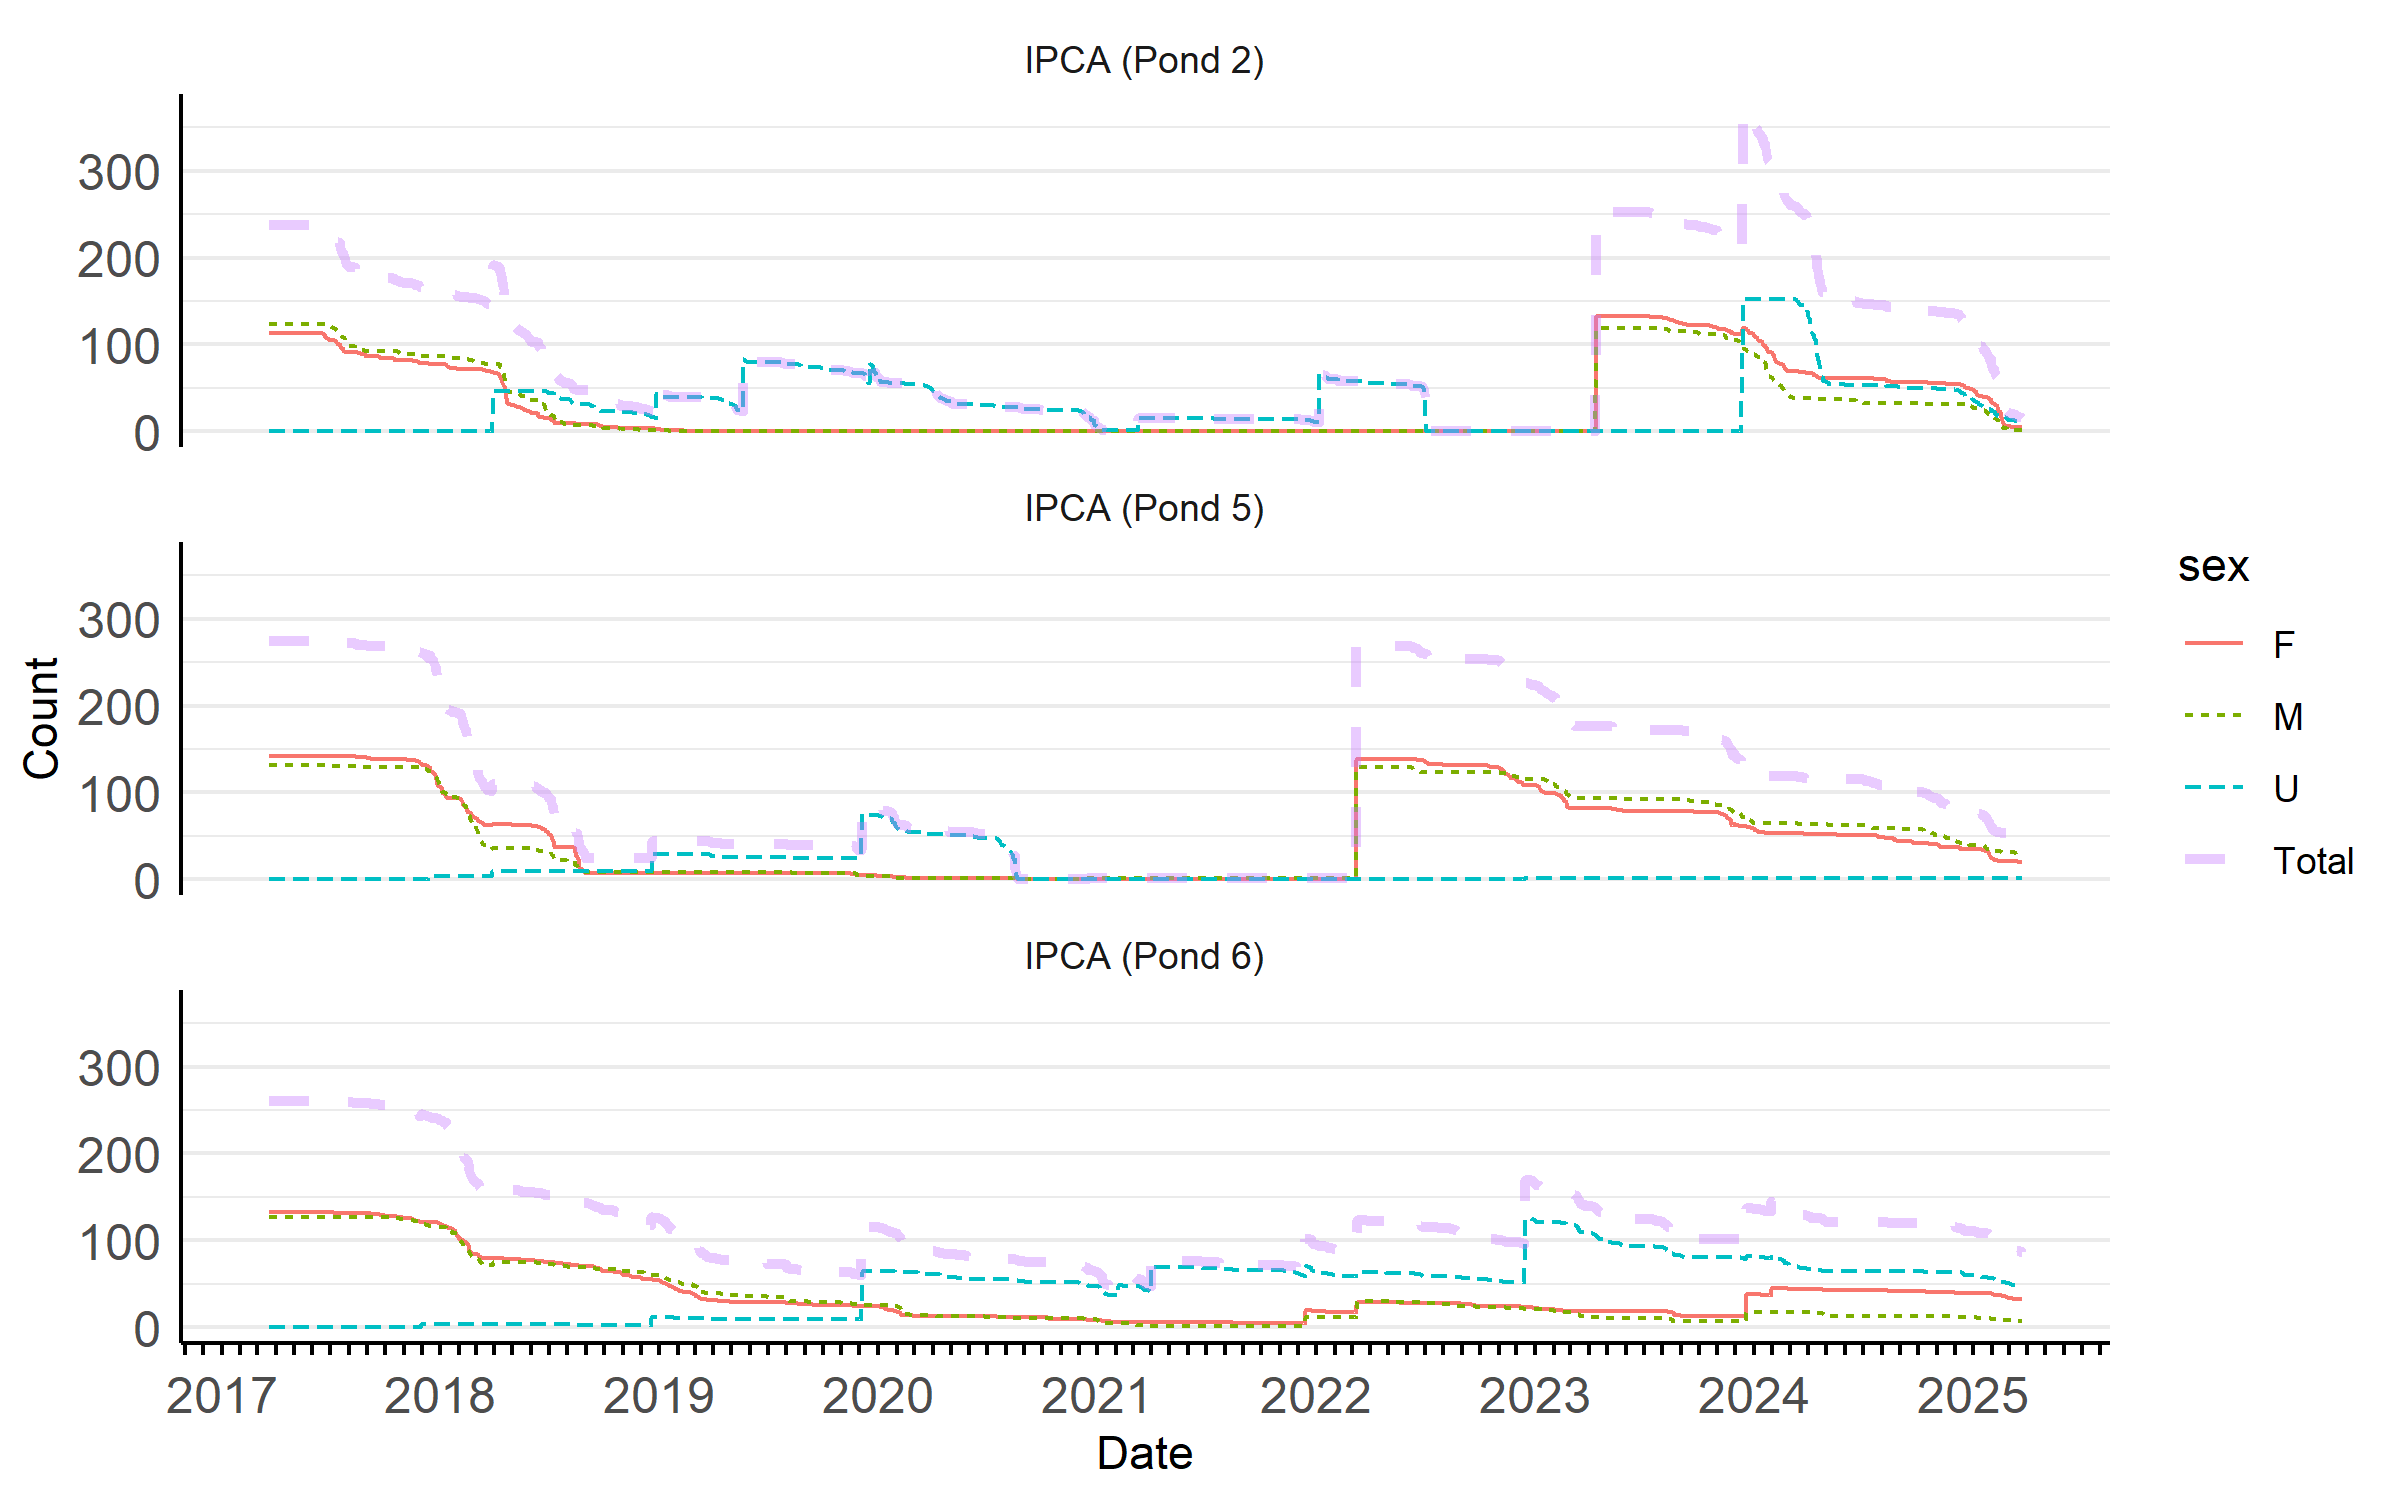 IPCA (Pond 2)
300
200
100
0
IPCA (Pond 5)
300
200
100
0
IPCA (Pond 6)
300
200
100
0
2017 2018 2019 2020 2021 2022 2023 2024 2025
Date
Count
sex
F
M
U
Total